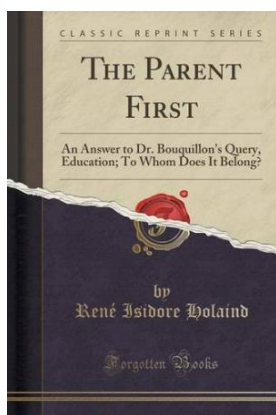 CLASSIC REPRINT SERIES
THE PARENT
FIRST
An Answer to Dr. Bouquillon's Query,
Education; To Whom Does It Belong?
by
René Isidore Holaind
Forgotten Books